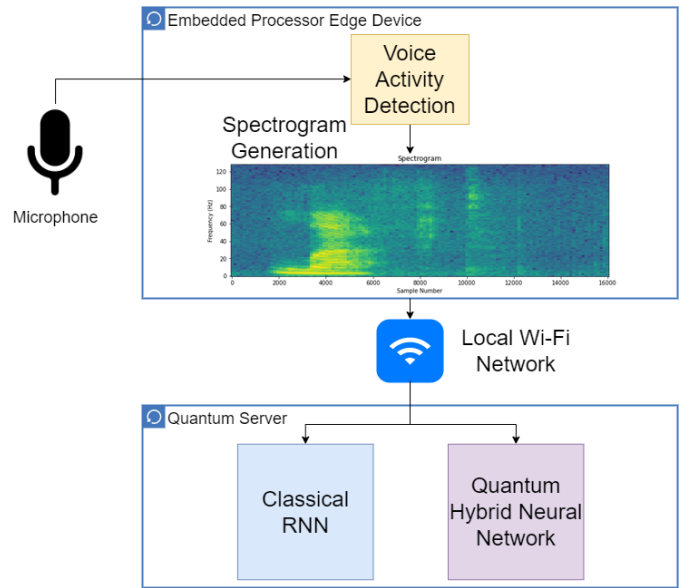 Embedded Processor Edge Device
Voice
Activity
Detection
Microphone
Spectrogram
Generation
Spectrogram
Frequency (Hz)
120
100
80
60
40
20
0
0 2000 4000 6000 8000 10000 12000 14000 16000
Sample Number
Local Wi-Fi
Network
Quantum Server
Classical
RNN
Quantum
Hybrid Neural
Network